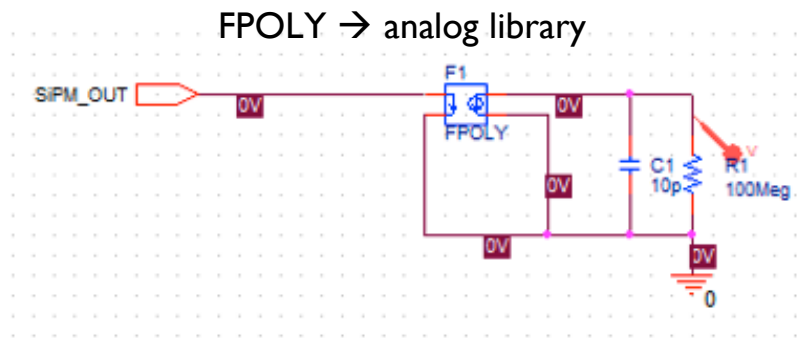 FPOLY → analog library
F1
SiPM_OUT
0V
0V
FPOLY
C1
R1
10p
100Meg
V
0V
0V
0V
0